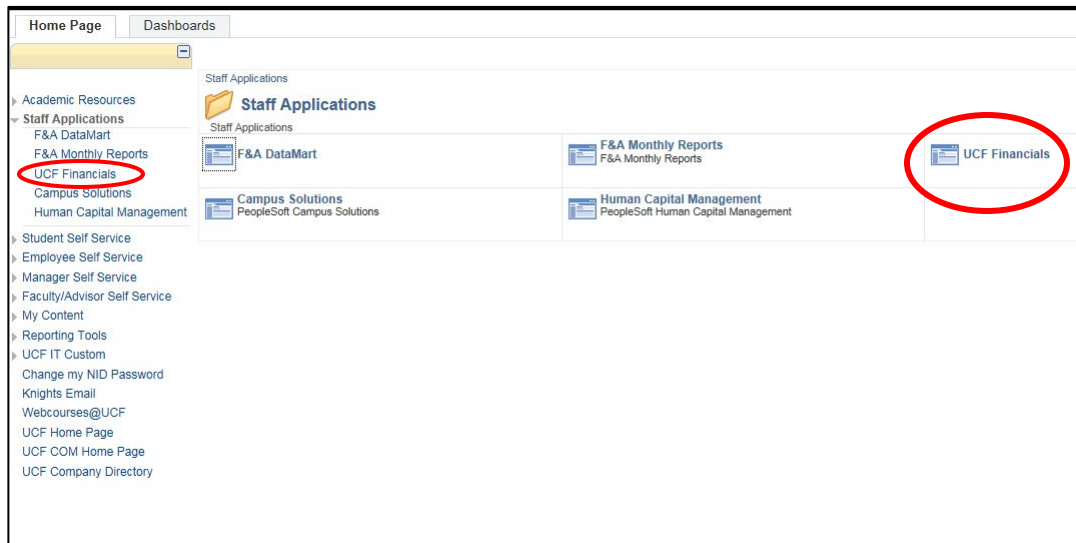 Home Page
Dashboards
Academic Resources
Staff Applications
F&A DataMart
F&A Monthly Reports
UCF Financials
Campus Solutions
Human Capital Management
Student Self Service
Employee Self Service
Manager Self Service
Faculty/Advisor Self Service
My Content
Reporting Tools
UCF IT Custom
Change my NID Password
Knights Email
Webcourses@UCF
UCF Home Page
UCF COM Home Page
UCF Company Directory
Staff Applications
Staff Applications
Staff Applications
F&A DataMart
F&A Monthly Reports
F&A Monthly Reports
UCF Financials
Campus Solutions
PeopleSoft Campus Solutions
Human Capital Management
PeopleSoft Human Capital Management